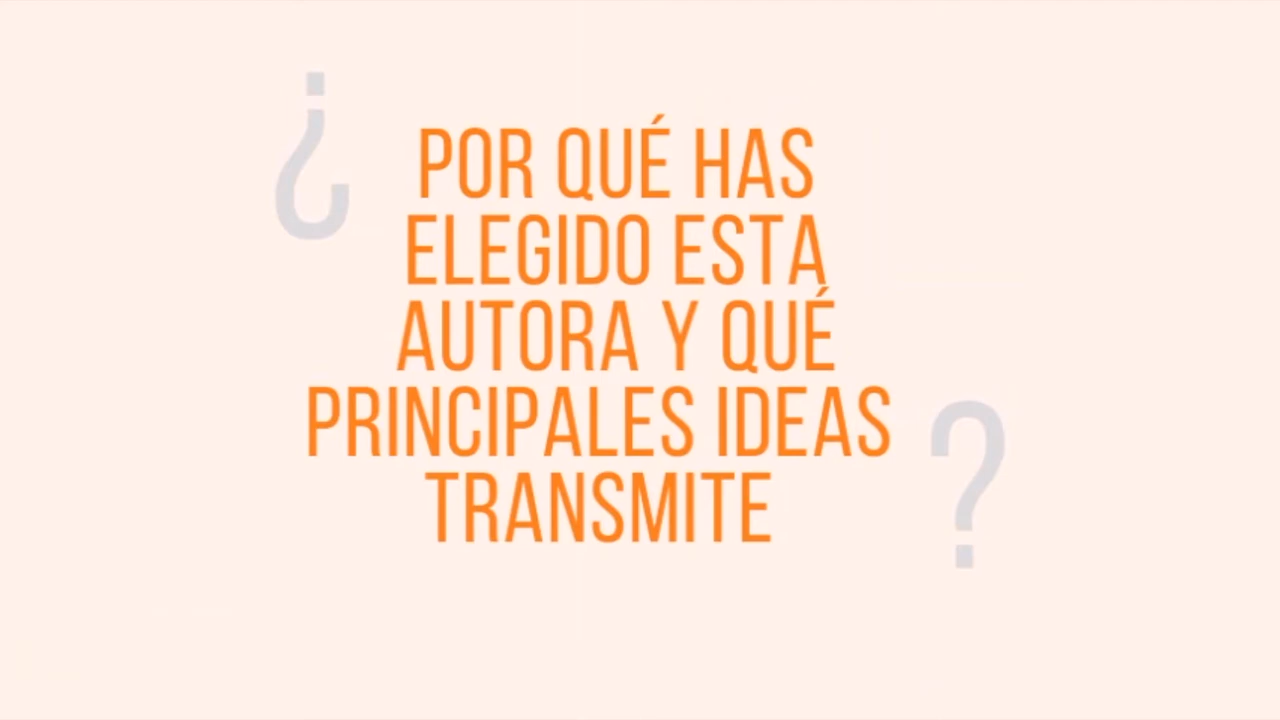 ¿
POR QUÉ HAS
ELEGIDO ESTA
AUTORA Y QUÉ
PRINCIPALES IDEAS
TRANSMITE
?